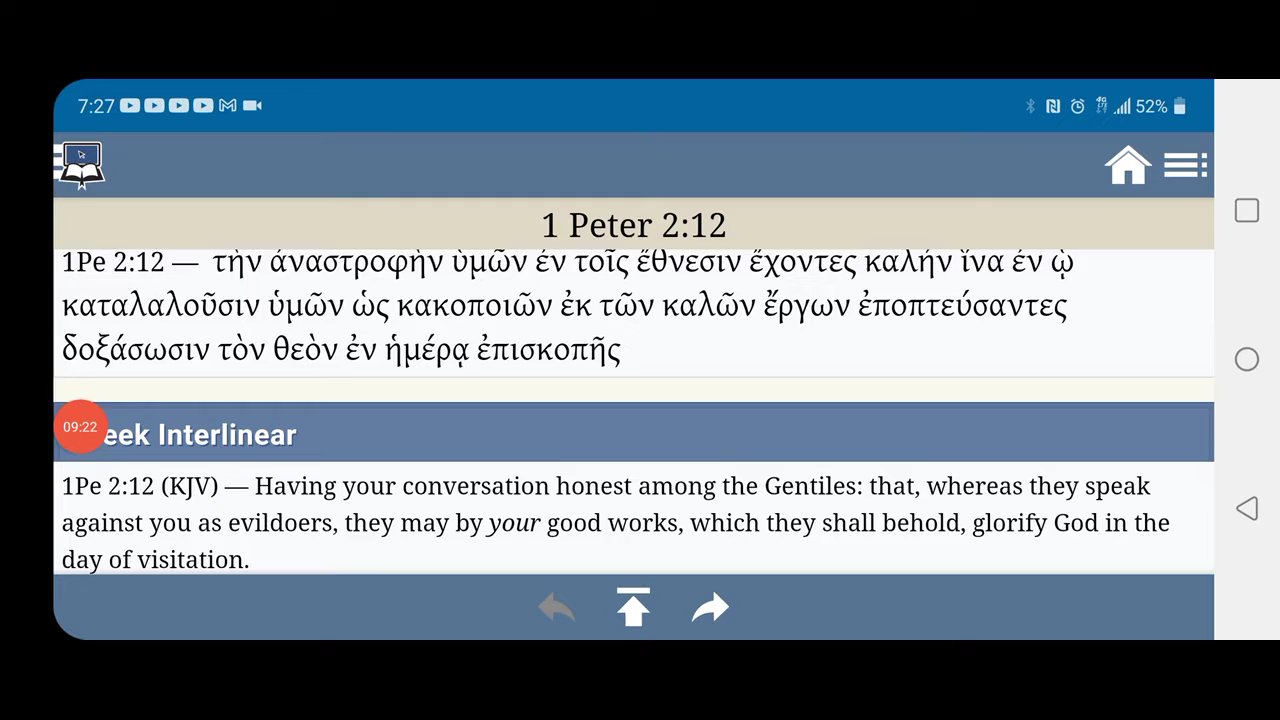 7:27
52%
1 Peter 2:12
1Pe 2:12 — τὴν ἀναστροφὴν ὑμῶν ἐν τοῖς ἔθνεσιν ἔχοντες καλήν ἵνα ἐν ᾧ
καταλαλοῦσιν ὑμῶν ὡς κακοποιῶν ἐκ τῶν καλῶν ἔργων ἐποπτεύσαντες
δοξάσωσιν τὸν θεὸν ἐν ἡμέρᾳ ἐπισκοπῆς
09:22
eek Interlinear
1Pe 2:12 (KJV) — Having your conversation honest among the Gentiles: that, whereas they speak
against you as evildoers, they may by your good works, which they shall behold, glorify God in the
day of visitation.